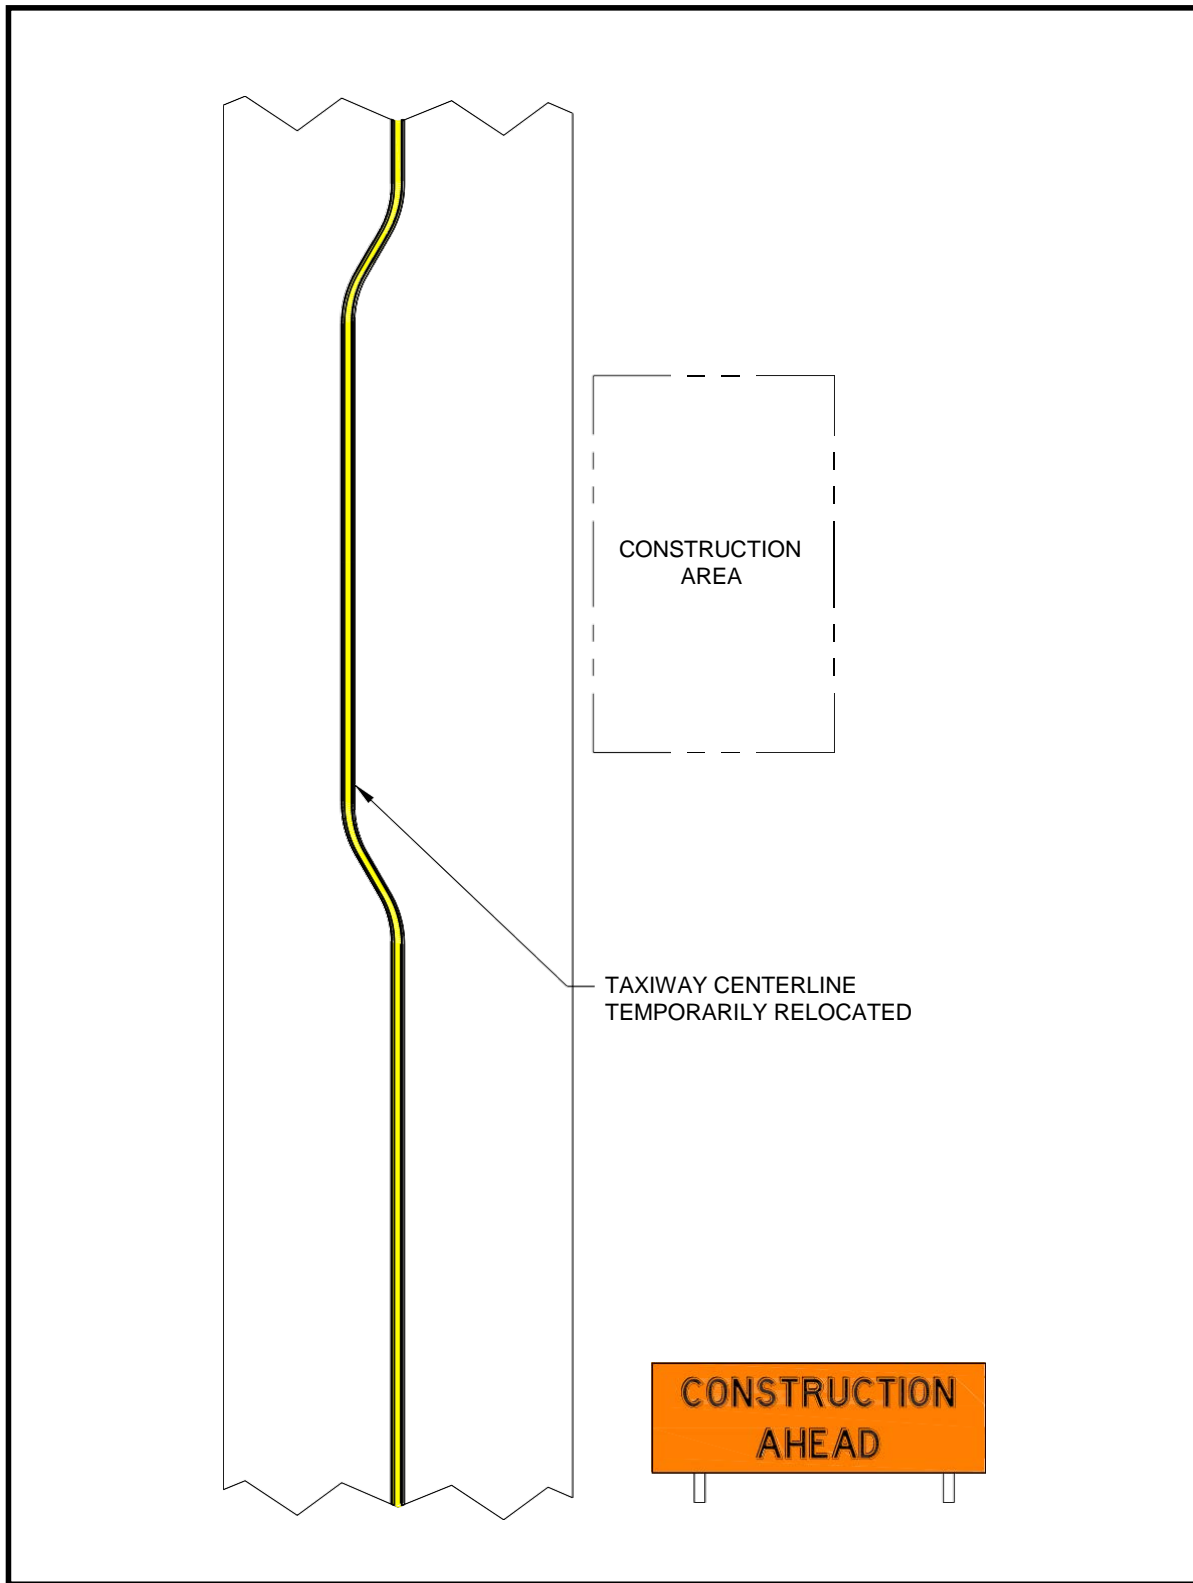 CONSTRUCTION
AREA
TAXIWAY CENTERLINE
TEMPORARILY RELOCATED
CONSTRUCTION
AHEAD